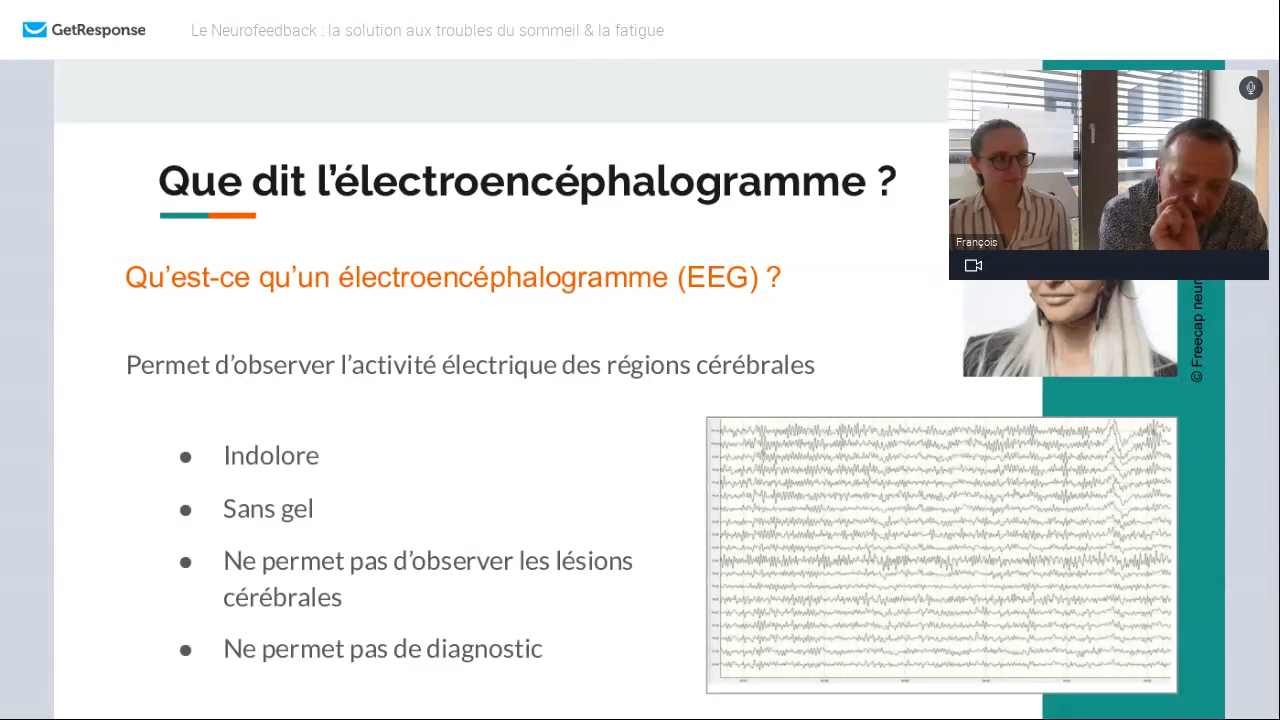 GetResponse
Le Neurofeedback : la solution aux troubles du sommeil & la fatigue
Que dit l’électroencéphalogramme ?
François
Qu’est-ce qu’un électroencéphalogramme (EEG) ?
© Freecap
Permet d’observer l’activité électrique des régions cérébrales
● Indolore
● Sans gel
● Ne permet pas d’observer les lésions
cérébrales
● Ne permet pas de diagnostic